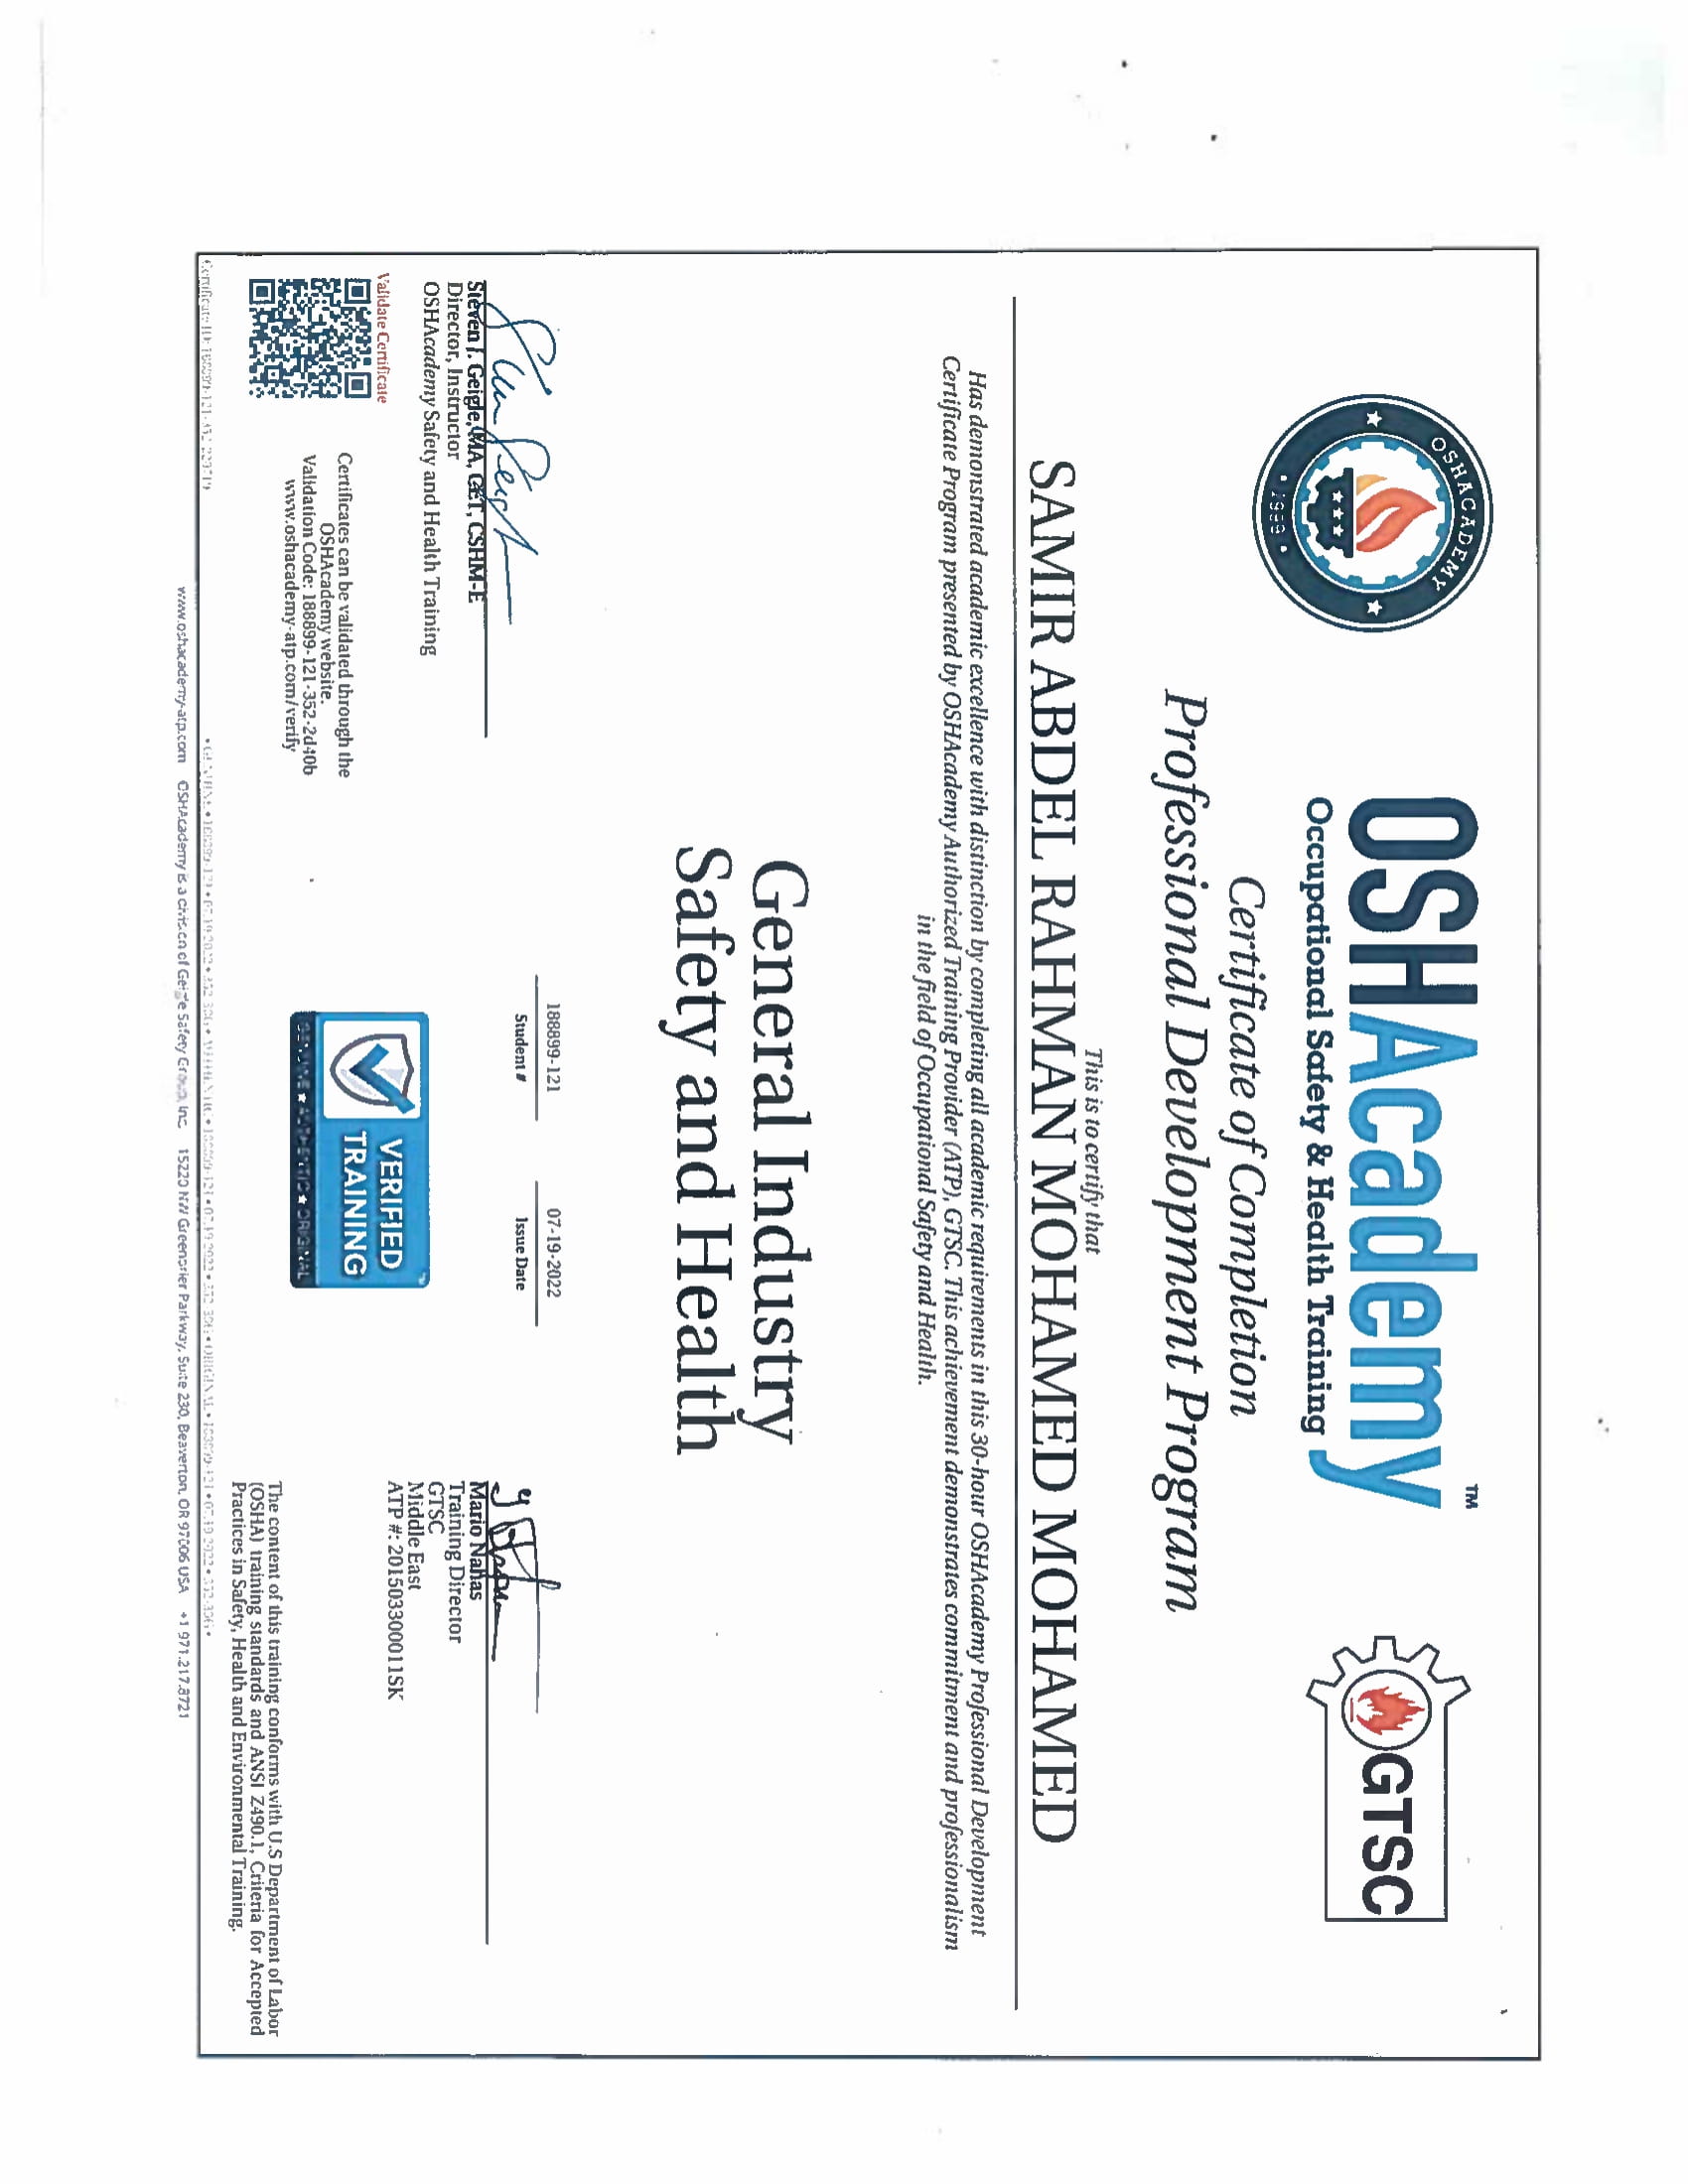 OSHACADEMY
OSHAcademy™
Occupational Safety & Health Training
GTSC
Certificate of Completion
Professional Development Program
This is to certify that
SAMIR ABDEL RAHMAN MOHAMED MOHAMED
Has demonstrated academic excellence with distinction by completing all academic requirements in this 30-hour OSHAcademy Professional Development
Certificate Program presented by OSHAcademy Authorized Training Provider (ATP), GTSC. This achievement demonstrates commitment and professionalism
in the field of Occupational Safety and Health.
General Industry
Safety and Health
Steven J. Geigle, MA, CET, CSHM-E
Director, Instructor
OSHAcademy Safety and Health Training
188899-121
Student #
07-19-2022
Issue Date
Mario Nahas
Training Director
GTSC
Middle East
ATP #: 201503300011SK
Validate Certificate
Certificates can be validated through the
OSHAcademy website.
Validation Code: 188899-121-352-2d40b
www.oshacademy-atp.com/verify
VERIFIED
TRAINING
GENUINE ★ AUTHENTIC ★ ORIGINAL
The content of this training conforms with U.S Department of Labor
(OSHA) training standards and ANSI Z490.1, Criteria for Accepted
Practices in Safety, Health and Environmental Training.
www.oshacademy-atp.com OSHAcademy is a division of Geigle Safety Group, Inc. 15220 NW Greenbrier Parkway, Suite 230, Beaverton, OR 97006 USA +1 971.217.8721